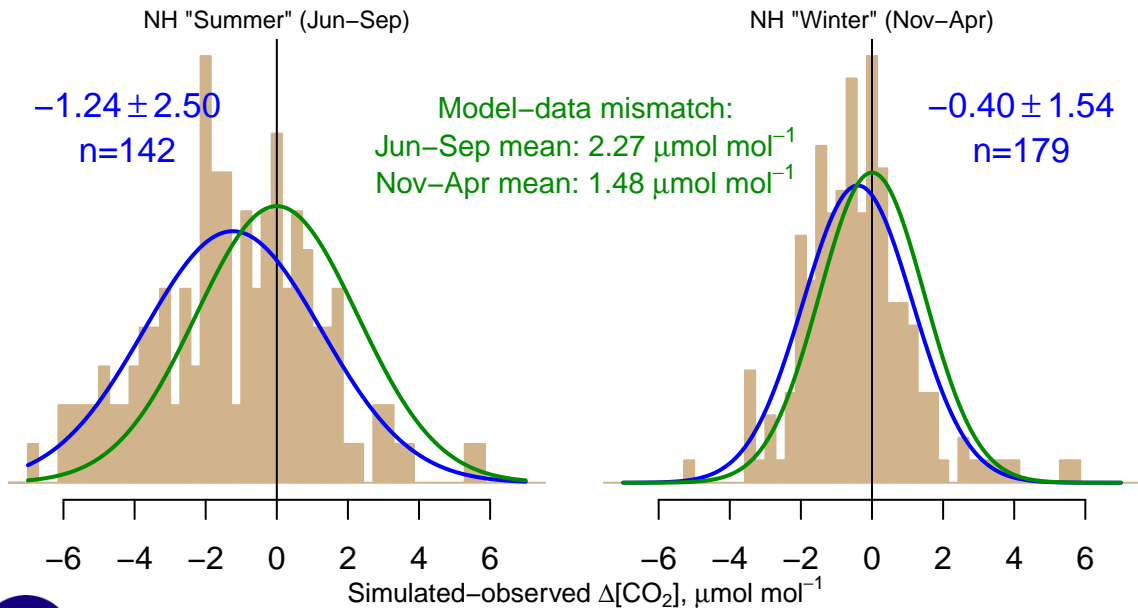 NH "Summer" (Jun−Sep)
NH "Winter" (Nov−Apr)
−1.24 ± 2.50
n=142
Model−data mismatch:
Jun−Sep mean: 2.27 μmol mol⁻¹
Nov−Apr mean: 1.48 μmol mol⁻¹
−0.40 ± 1.54
n=179
−6 −4 −2 0 2 4 6
−6 −4 −2 0 2 4 6
Simulated−observed Δ[CO₂], μmol mol⁻¹